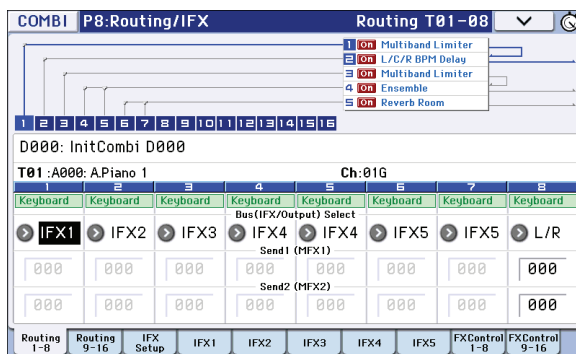 COMBI P8:Routing/IFX Routing T01-08
1 On Multiband Limiter
2 On L/C/R BPM Delay
3 On Multiband Limiter
4 On Ensemble
5 On Reverb Room
1 2 3 4 5 6 7 8 9 10 11 12 13 14 15 16
D000: InitCombi D000
T01 :A000: A.Piano 1 Ch:01G
1 2 3 4 5 6 7 8
Keyboard Keyboard Keyboard Keyboard Keyboard Keyboard Keyboard Keyboard
Bus(IFX/Output) Select
IFX1 IFX2 IFX3 IFX4 IFX4 IFX5 IFX5 L/R
Send1 (MFX1)
000 000 000 000 000 000 000 000
Send2 (MFX2)
000 000 000 000 000 000 000 000
Routing 1-8 Routing 9-16 IFX Setup IFX1 IFX2 IFX3 IFX4 IFX5 FXControl 1-8 FXControl 9-16